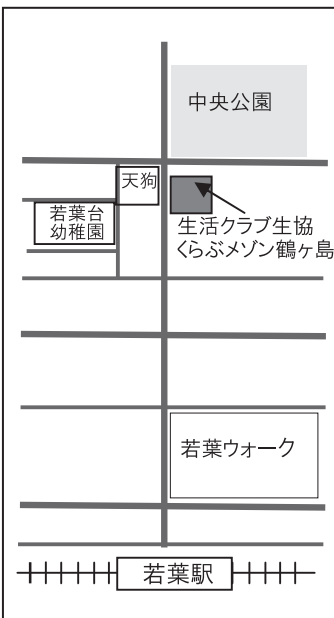 中央公園
天狗
若葉台
幼稚園
生活クラブ生協
くらぶメゾン鶴ヶ島
若葉ウォーク
若葉駅